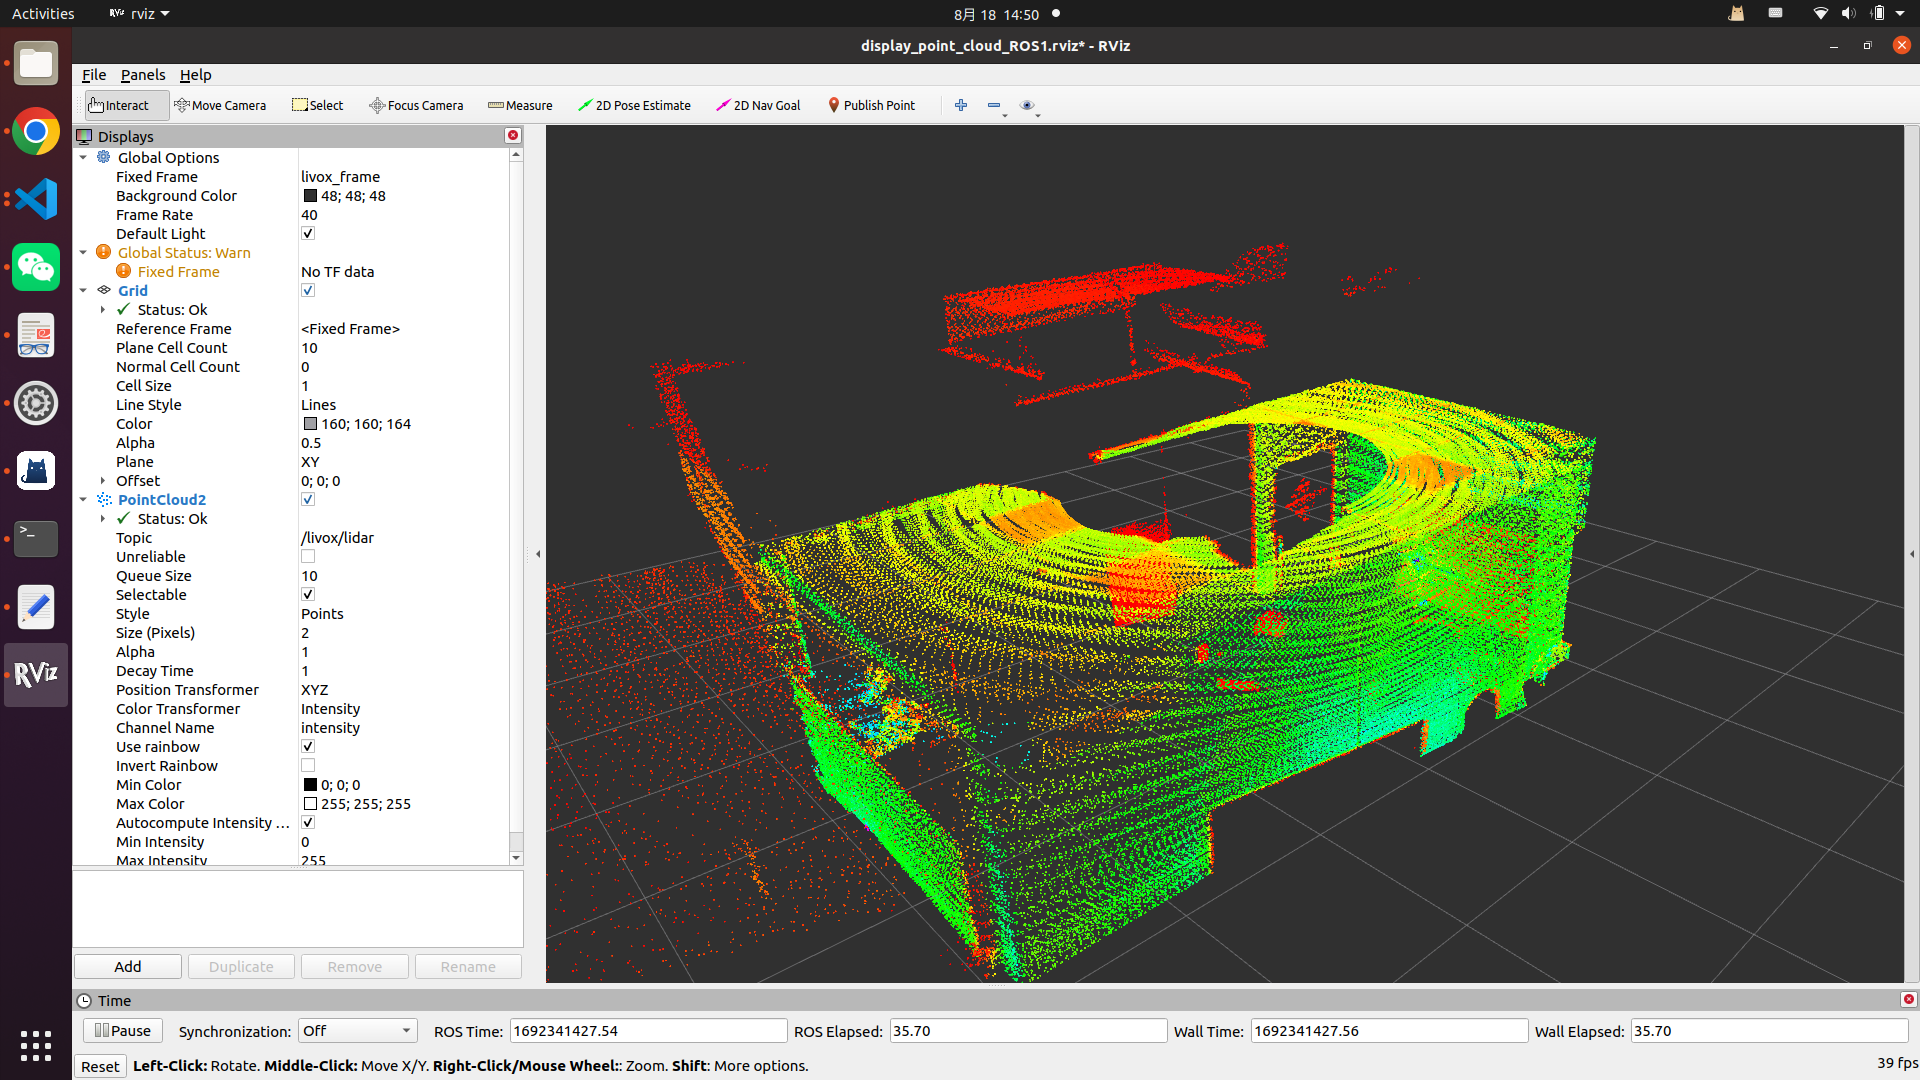 Activities
rviz
8月 18 14:50
display_point_cloud_ROS1.rviz* - RViz
File Panels Help
Interact Move Camera Select Focus Camera Measure 2D Pose Estimate 2D Nav Goal Publish Point
Displays
Global Options
Fixed Frame livox_frame
Background Color 48; 48; 48
Frame Rate 40
Default Light
Global Status: Warn
Fixed Frame No TF data
Grid
Status: Ok
Reference Frame <Fixed Frame>
Plane Cell Count 10
Normal Cell Count 0
Cell Size 1
Line Style Lines
Color 160; 160; 164
Alpha 0.5
Plane XY
Offset 0; 0; 0
PointCloud2
Status: Ok
Topic /livox/lidar
Unreliable
Queue Size 10
Selectable
Style Points
Size (Pixels) 2
Alpha 1
Decay Time 1
Position Transformer XYZ
Color Transformer Intensity
Channel Name intensity
Use rainbow
Invert Rainbow
Min Color 0; 0; 0
Max Color 255; 255; 255
Autocompute Intensity ...
Min Intensity 0
Max Intensity 255
Add Duplicate Remove Rename
RViz
Time
Pause Synchronization: Off ROS Time: 1692341427.54 ROS Elapsed: 35.70 Wall Time: 1692341427.56 Wall Elapsed: 35.70
Reset Left-Click: Rotate. Middle-Click: Move X/Y. Right-Click/Mouse Wheel:: Zoom. Shift: More options. 39 fps